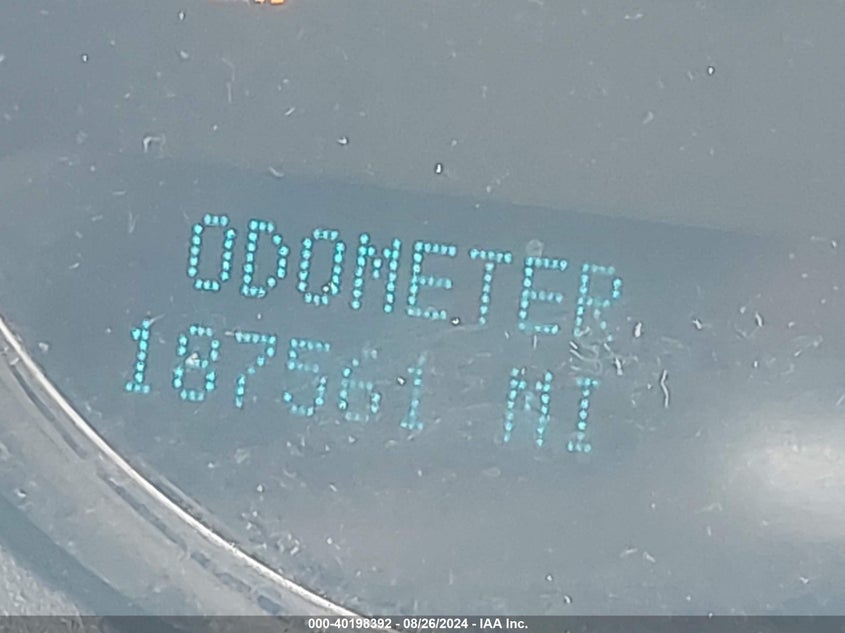 ODOMETER
187561 MI
000-40198392 - 08/26/2024 - IAA Inc.